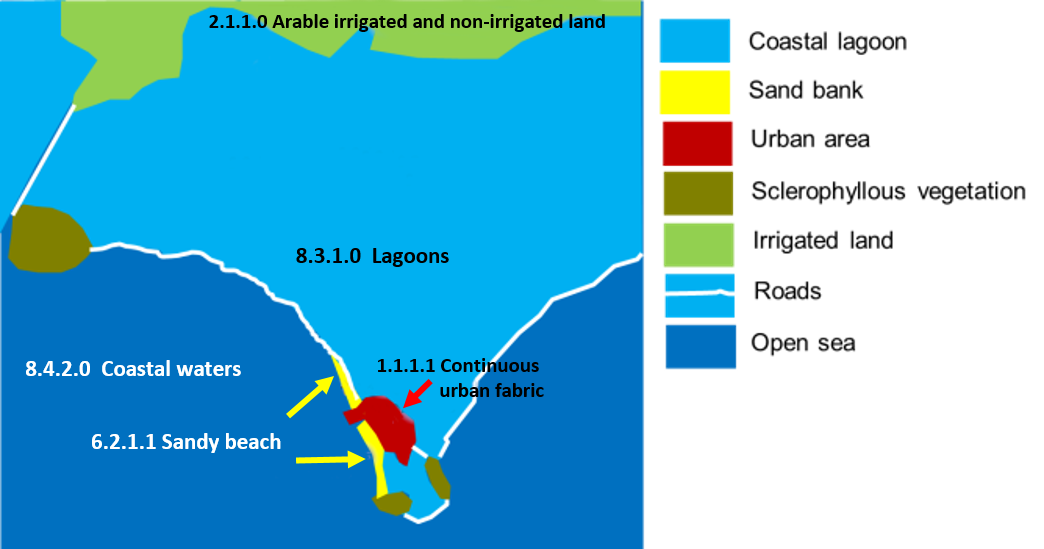 2.1.1.0 Arable irrigated and non-irrigated land
8.3.1.0 Lagoons
8.4.2.0 Coastal waters
1.1.1.1 Continuous
urban fabric
6.2.1.1 Sandy beach
Coastal lagoon
Sand bank
Urban area
Sclerophyllous vegetation
Irrigated land
Roads
Open sea